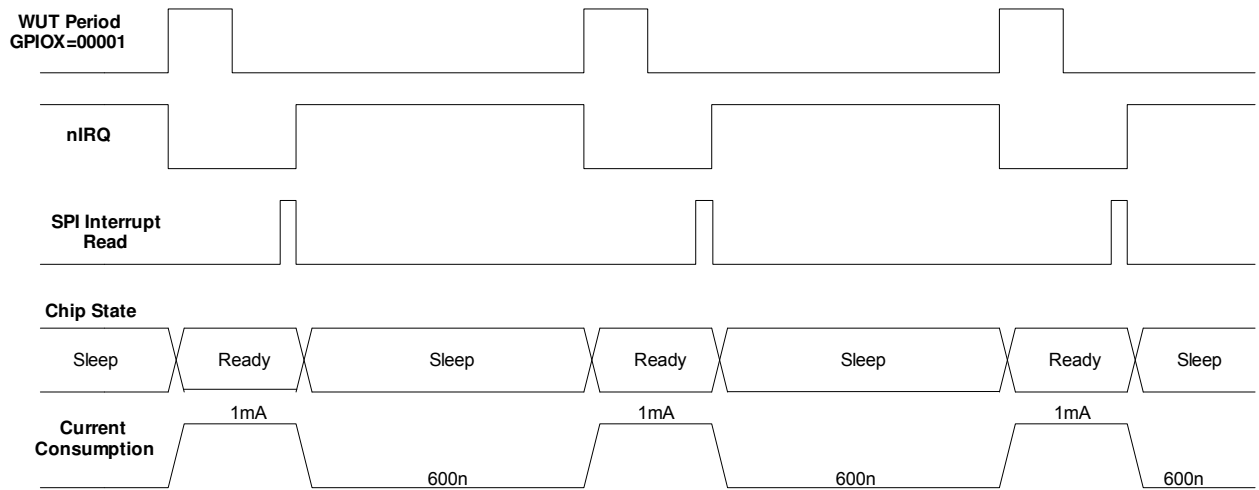 WUT Period
GPIOX=00001
nIRQ
SPI Interrupt
Read
Chip State
Sleep Ready Sleep Ready Sleep Ready Sleep
1mA 1mA 1mA
Current
Consumption
600n 600n 600n